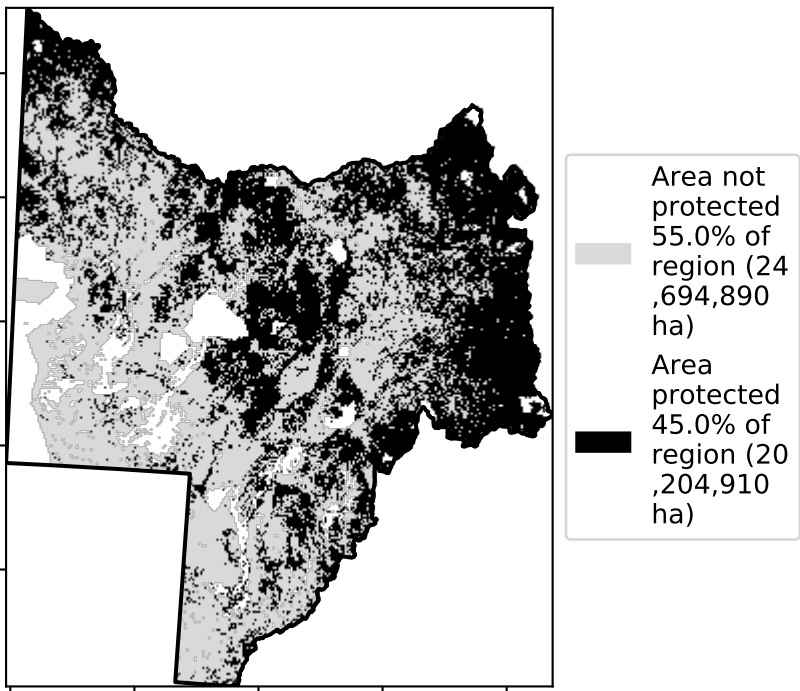 Area not
protected
55.0% of
region (24
,694,890
ha)
Area
protected
45.0% of
region (20
,204,910
ha)